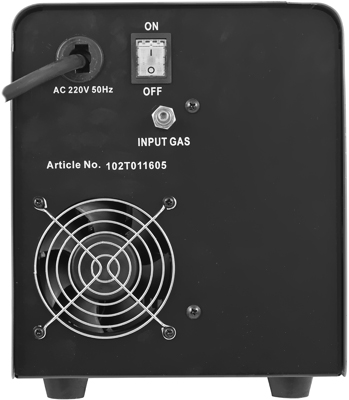 ON
AC 220V 50Hz
OFF
INPUT GAS
Article No. 102T011605